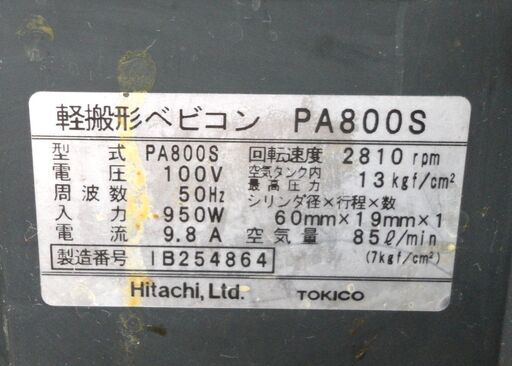 軽搬形ベビコン PA800S
型式 PA800S
電圧 100V
周波数 50Hz
入力 950W
電流 9.8A
製造番号 IB254864
回転速度 2810 rpm
空気タンク内
最高圧力 13kgf/cm²
シリンダ径×行程×数
60mm×19mm×1
空気量 85ℓ/min
(7kgf/cm²)
Hitachi, Ltd. TOKICO